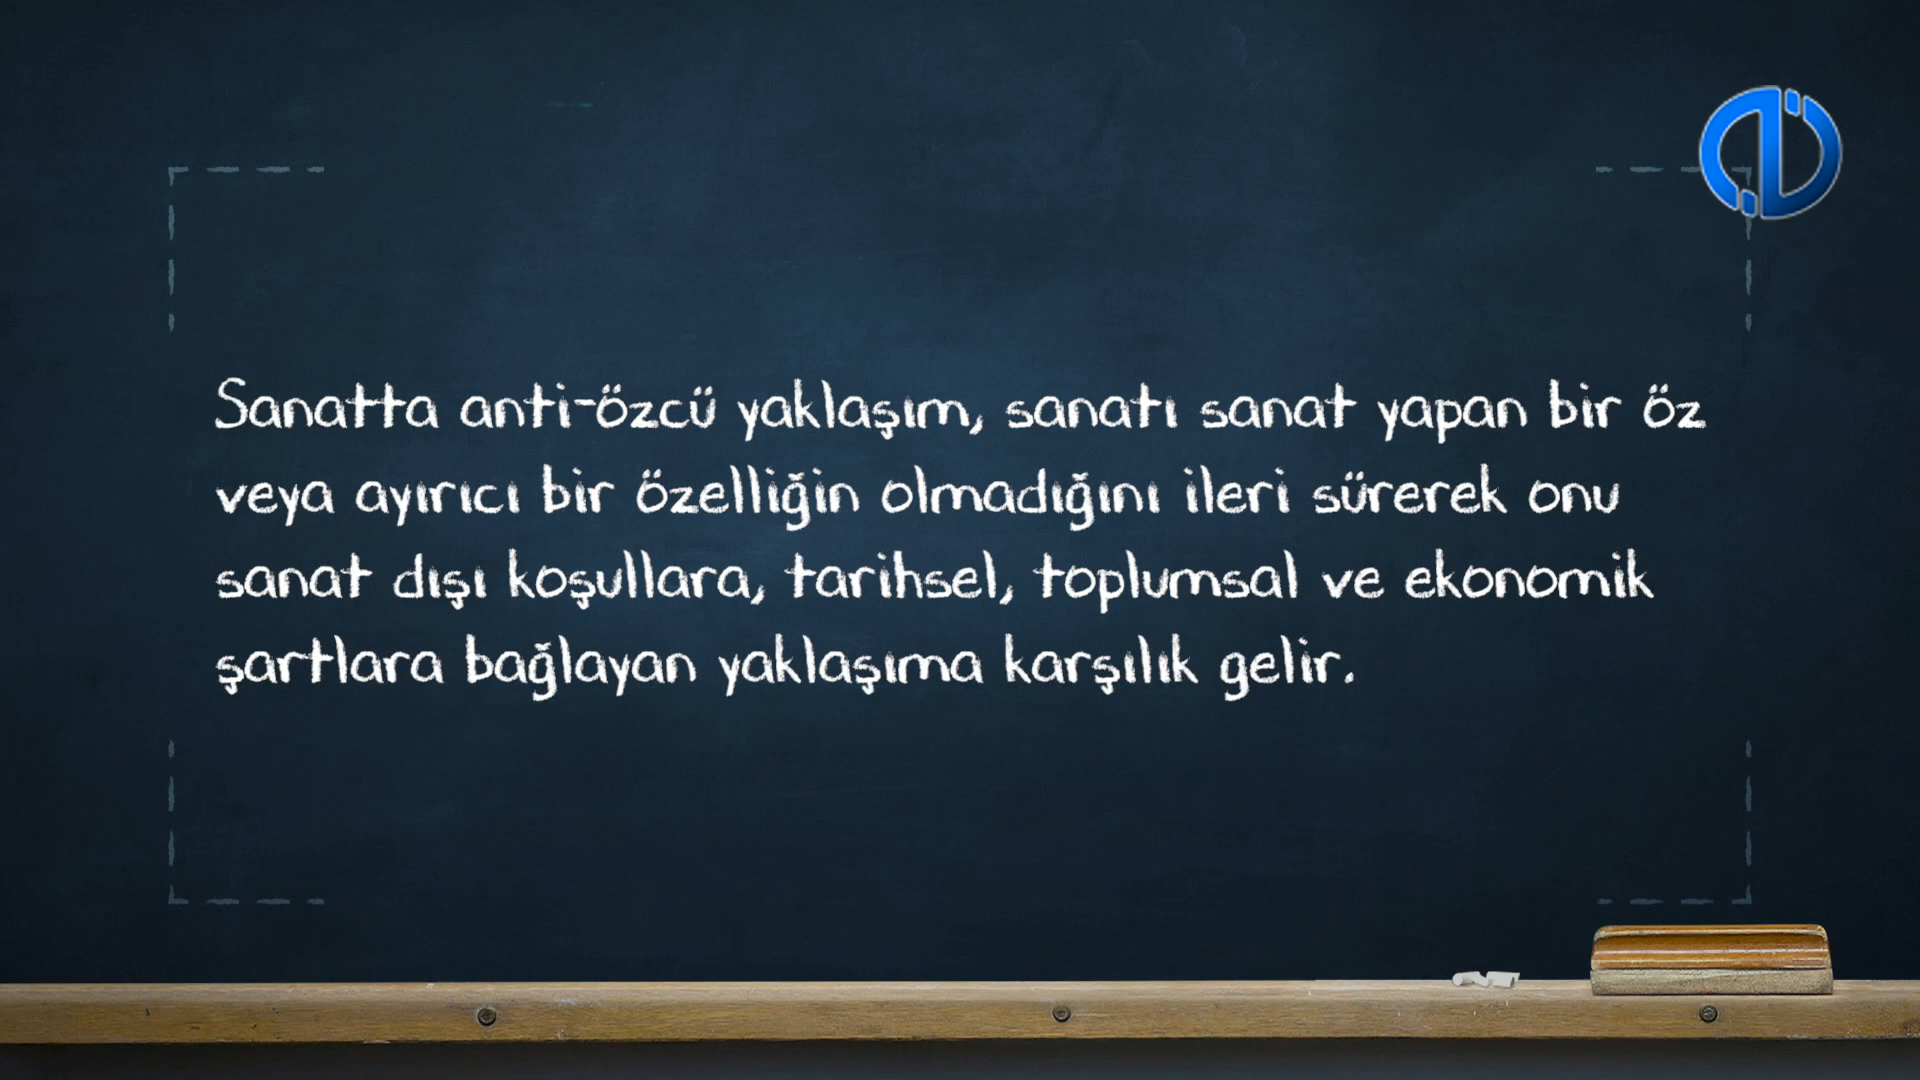 Sanatta anti-özcü yaklaşım, sanatı sanat yapan bir öz
veya ayırıcı bir özelliğin olmadığını ileri sürerek onu
sanat dışı koşullara, tarihsel, toplumsal ve ekonomik
şartlara bağlayan yaklaşıma karşılık gelir.